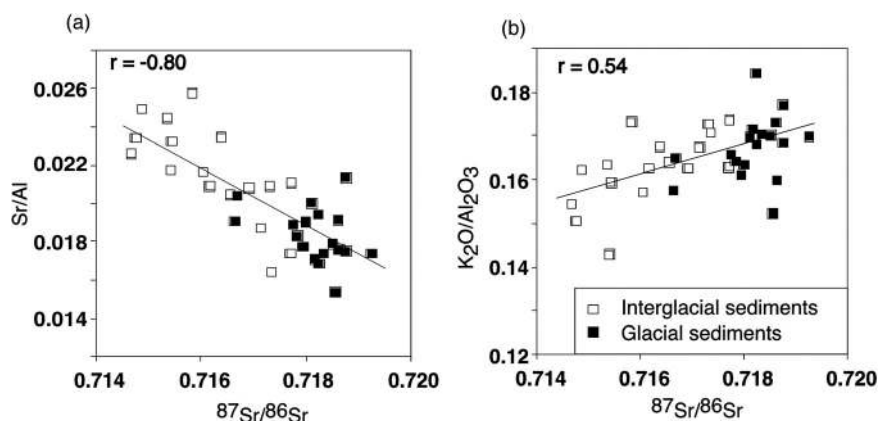 (a)
r = -0.80
0.026
0.022
0.018
0.014
Sr/Al
0.714
0.716
0.718
0.720
⁸⁷Sr/⁸⁶Sr
(b)
r = 0.54
0.18
0.16
0.14
0.12
K₂O/Al₂O₃
Interglacial sediments
Glacial sediments
0.714
0.716
0.718
0.720
⁸⁷Sr/⁸⁶Sr